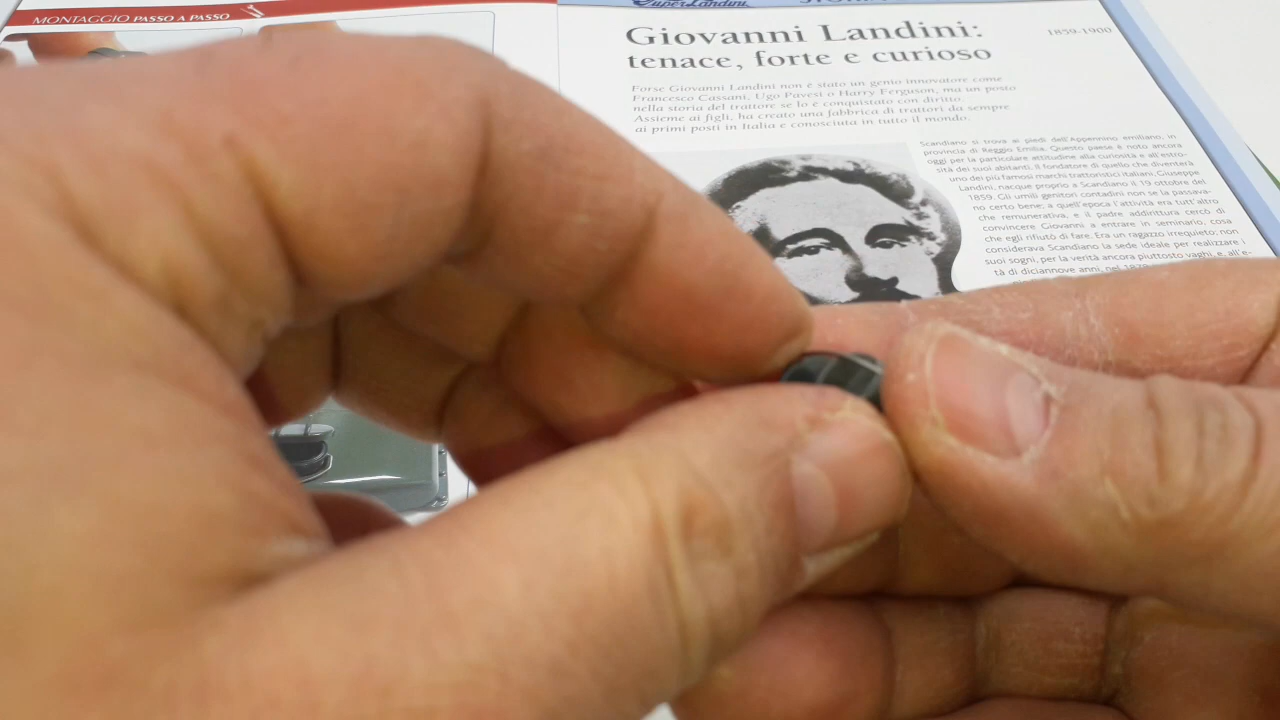 MONTAGGIO PASSO A PASSO
SuperLandini
Giovanni Landini:
tenace, forte e curioso
1859-1900
Forse Giovanni Landini non è stato un genio innovatore come
Francesco Cassani, Ugo Pavesi o Harry Ferguson, ma un posto
nella storia del trattore se lo è conquistato con diritto.
Assieme ai figli, ha creato una fabbrica di trattori da sempre
ai primi posti in Italia e conosciuta in tutto il mondo.
Scandiano si trova ai piedi dell'Appennino emiliano, in
provincia di Reggio Emilia. Questo paese è noto ancora
oggi per la particolare attitudine alla curiosità e all'estro-
sità dei suoi abitanti. Il fondatore di quello che diventerà
uno dei più famosi marchi trattoristici italiani, Giuseppe
Landini, nacque proprio a Scandiano il 19 ottobre del
1859. Gli umili genitori contadini non se la passava-
no certo bene; a quell'epoca l'attività era tutt'altro
che remunerativa, e il padre addirittura cercò di
convincere Giovanni a entrare in seminario, cosa
che egli rifiutò di fare. Era un ragazzo irrequieto; non
considerava Scandiano la sede ideale per realizzare i
suoi sogni, per la verità ancora piuttosto vaghi, e, all'e-
tà di diciannove anni, nel